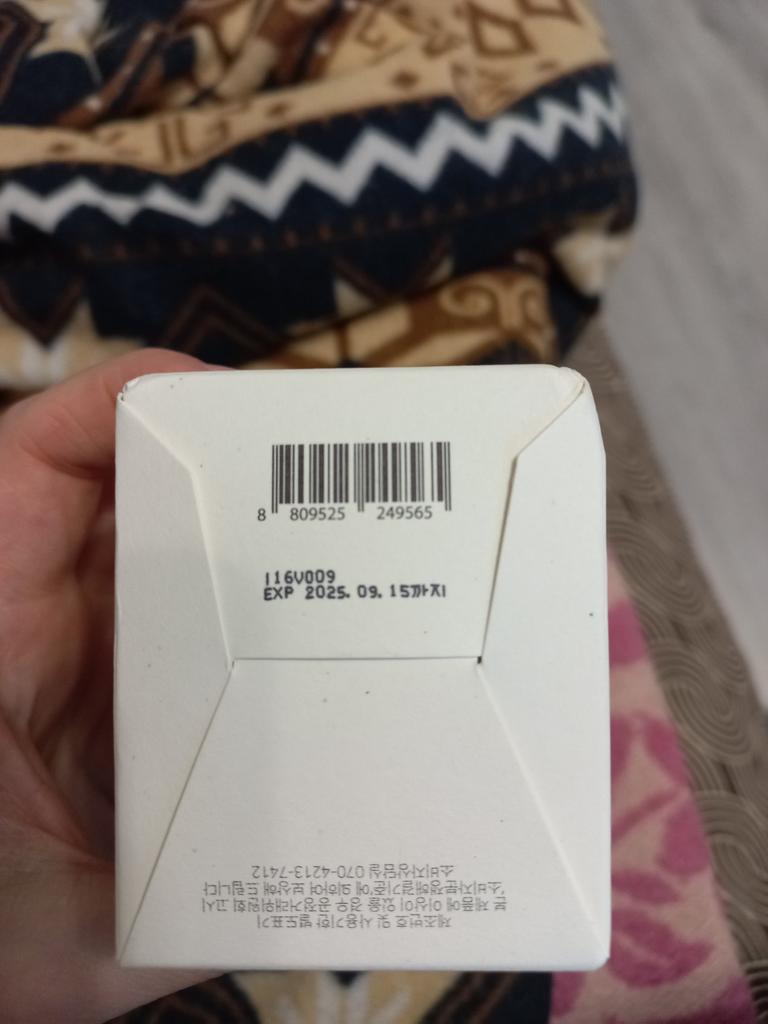 8 809525 249565
I16V009
EXP 2025. 09. 15까지
제조번호 및 사용기한 별도표기
본 제품에 이상이 있을 경우 공정거래위원회 고시
'소비자분쟁해결기준'에 의하여 보상해 드립니다
소비자상담실 070-4213-7412